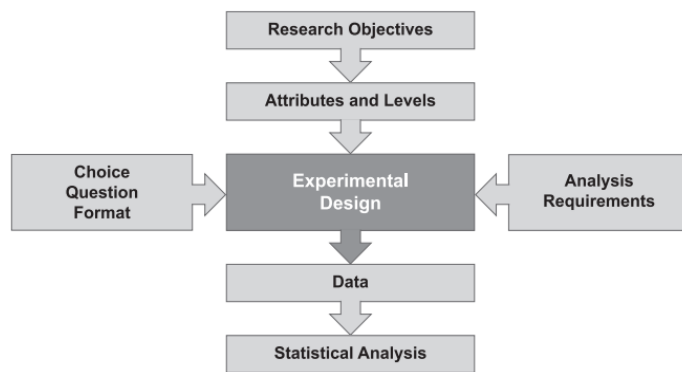 Research Objectives
Attributes and Levels
Choice
Question
Format
Experimental
Design
Analysis
Requirements
Data
Statistical Analysis